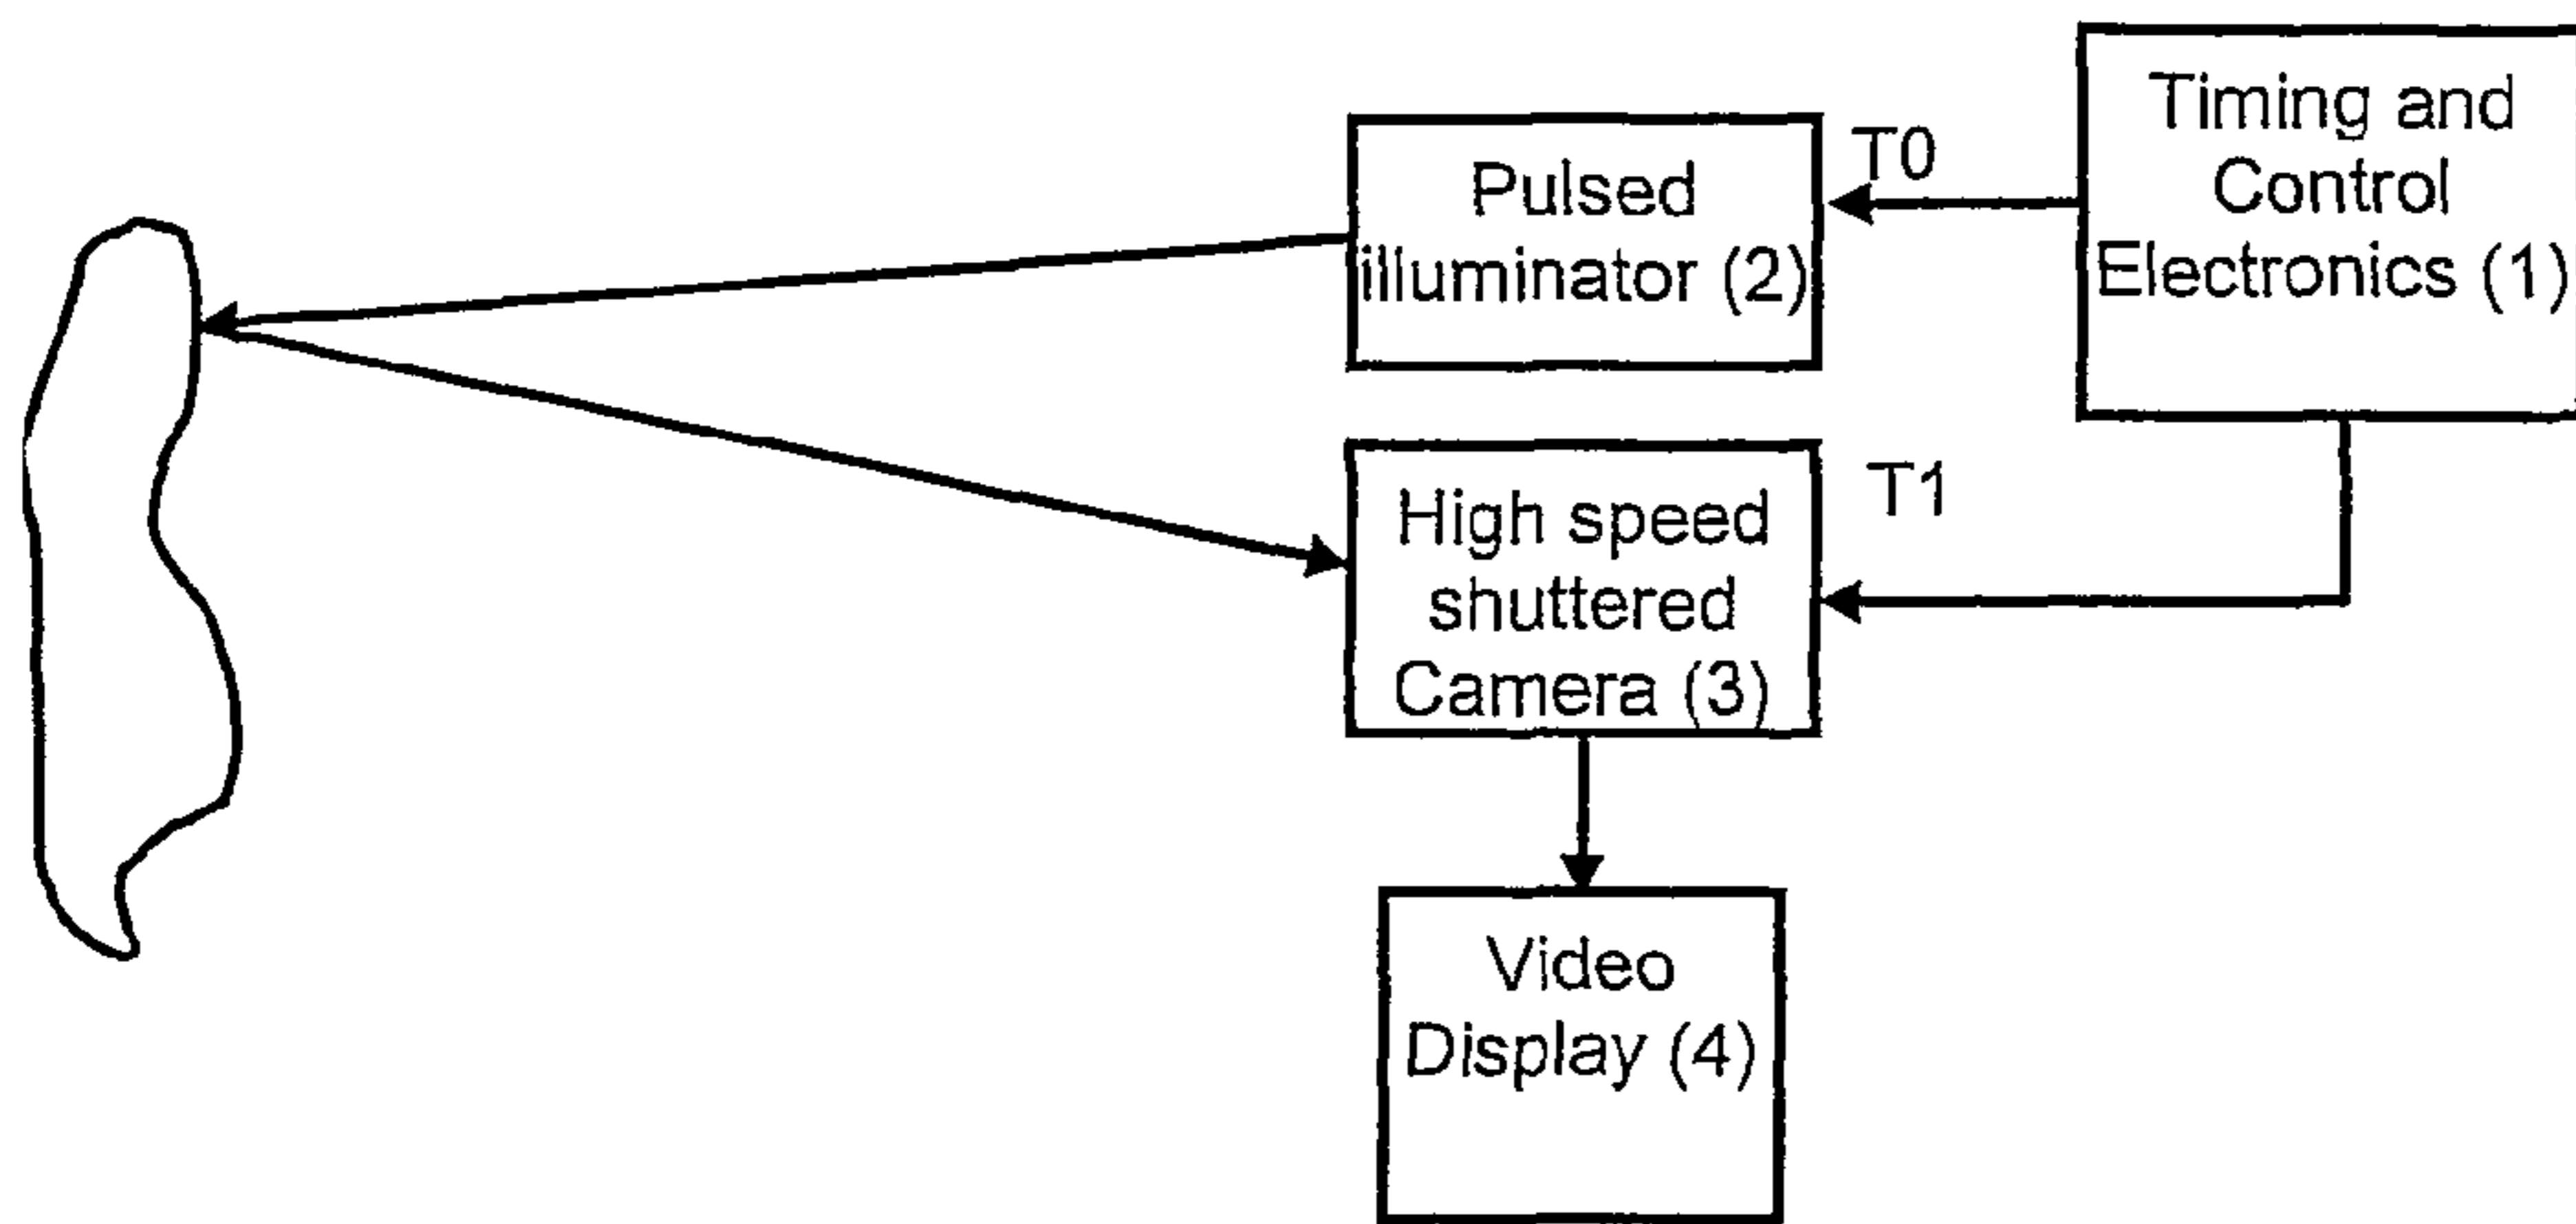 Timing and
Control
Electronics (1)
T0
Pulsed
illuminator (2)
T1
High speed
shuttered
Camera (3)
Video
Display (4)